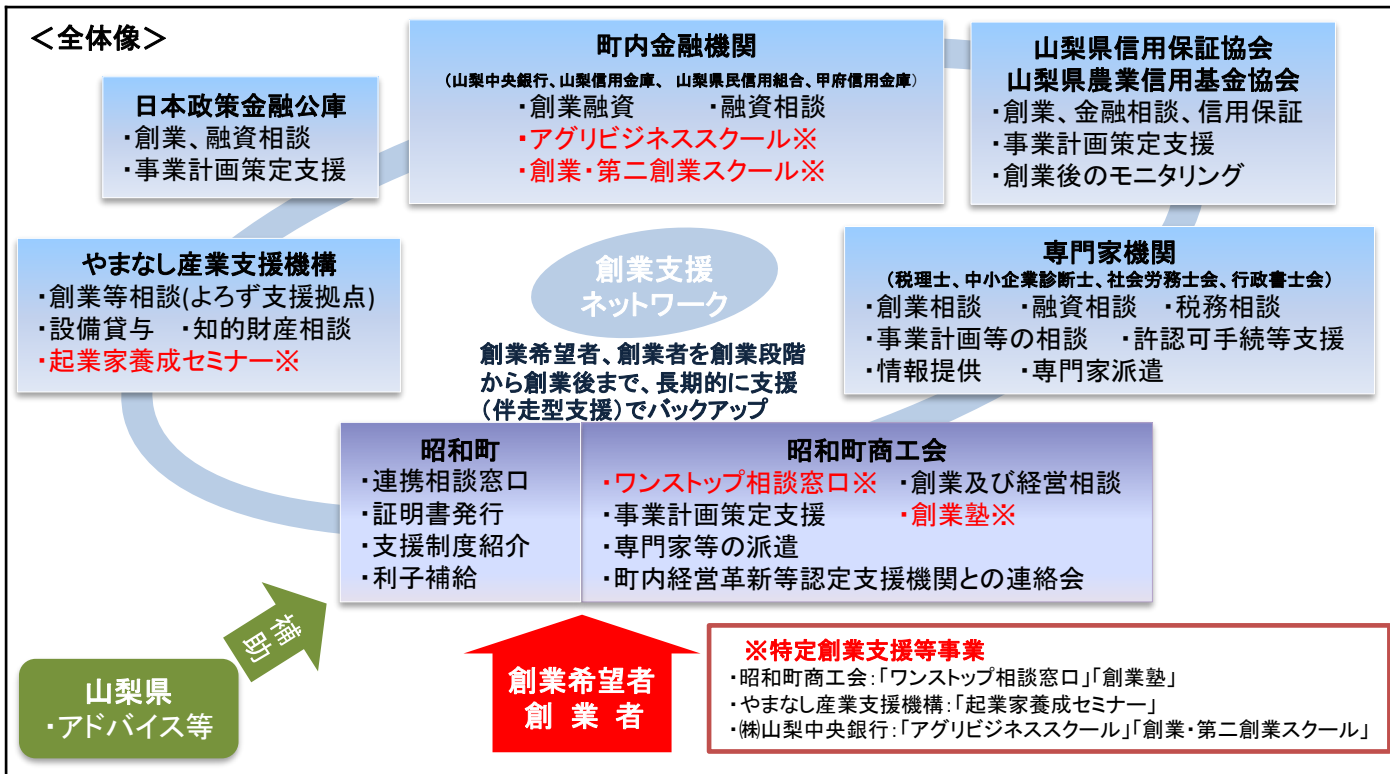 ＜全体像＞
町内金融機関
（山梨中央銀行、山梨信用金庫、 山梨県民信用組合、甲府信用金庫）
・創業融資　・融資相談
・アグリビジネススクール※
・創業・第二創業スクール※
山梨県信用保証協会
山梨県農業信用基金協会
・創業、金融相談、信用保証
・事業計画策定支援
・創業後のモニタリング
日本政策金融公庫
・創業、融資相談
・事業計画策定支援
やまなし産業支援機構
・創業等相談(よろず支援拠点)
・設備貸与　・知的財産相談
・起業家養成セミナー※
創業支援
ネットワーク
専門家機関
（税理士、中小企業診断士、社会労務士会、行政書士会）
・創業相談　・融資相談　・税務相談
・事業計画等の相談　・許認可手続等支援
・情報提供　・専門家派遣
創業希望者、創業者を創業段階
から創業後まで、長期的に支援
（伴走型支援）でバックアップ
昭和町
・連携相談窓口
・証明書発行
・支援制度紹介
・利子補給
昭和町商工会
・ワンストップ相談窓口※　・創業及び経営相談
・事業計画策定支援　・創業塾※
・専門家等の派遣
・町内経営革新等認定支援機関との連絡会
補助
山梨県
・アドバイス等
創業希望者
創 業 者
※特定創業支援等事業
・昭和町商工会：「ワンストップ相談窓口」「創業塾」
・やまなし産業支援機構：「起業家養成セミナー」
・㈱山梨中央銀行：「アグリビジネススクール」「創業・第二創業スクール」